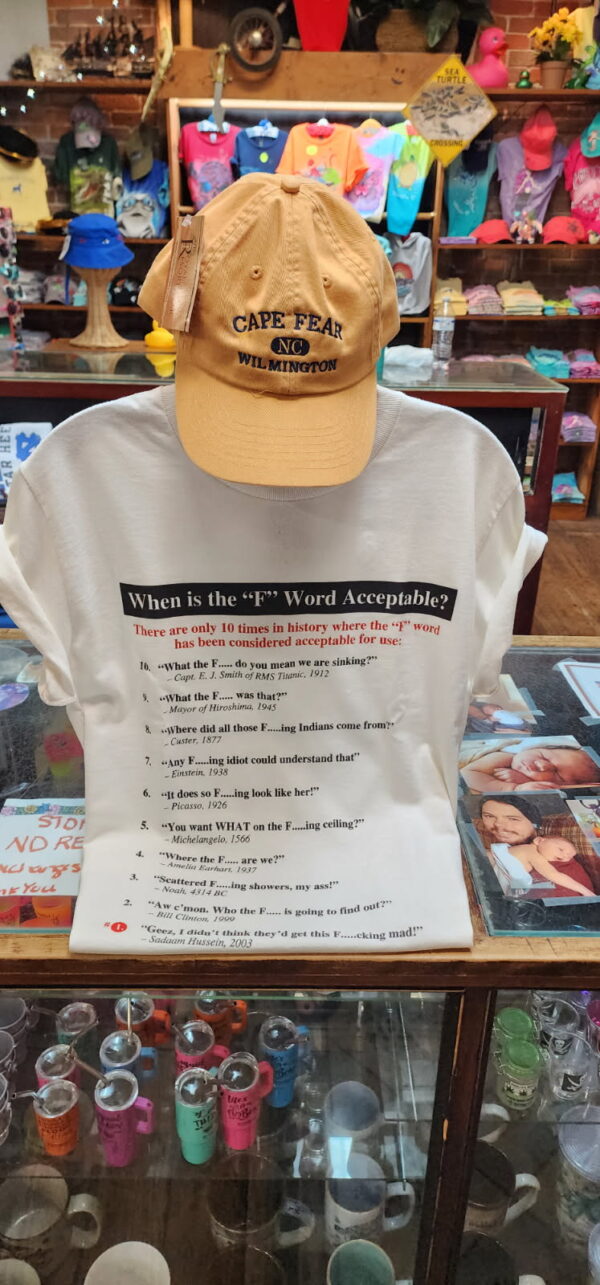 SEA
TURTLE
CROSSING
CAPE FEAR
NC
WILMINGTON
When is the “F” Word Acceptable?
There are only 10 times in history where the “F” word
has been considered acceptable for use:
10. “What the F..... do you mean we are sinking?”
– Capt. E. J. Smith of RMS Titanic, 1912
9. “What the F..... was that?”
– Mayor of Hiroshima, 1945
8. “Where did all those F.....ing Indians come from?”
– Custer, 1877
7. “Any F.....ing idiot could understand that”
– Einstein, 1938
6. “It does so F.....ing look like her!”
– Picasso, 1926
5. “You want WHAT on the F.....ing ceiling?”
– Michelangelo, 1566
4. “Where the F..... are we?”
– Amelia Earhart, 1937
3. “Scattered F.....ing showers, my ass!”
– Noah, 4314 BC
2. “Aw c’mon. Who the F..... is going to find out?”
– Bill Clinton, 1999
#1. “Geez, I didn’t think they’d get this F.....cking mad!”
– Sadaam Hussein, 2003
NO RE